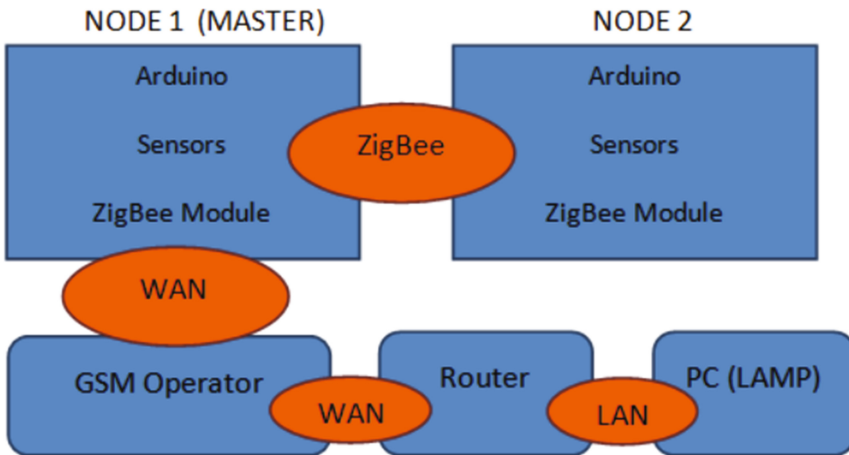 NODE 1 (MASTER)
NODE 2
Arduino
Sensors
ZigBee Module
ZigBee
Arduino
Sensors
ZigBee Module
WAN
GSM Operator
WAN
Router
LAN
PC (LAMP)